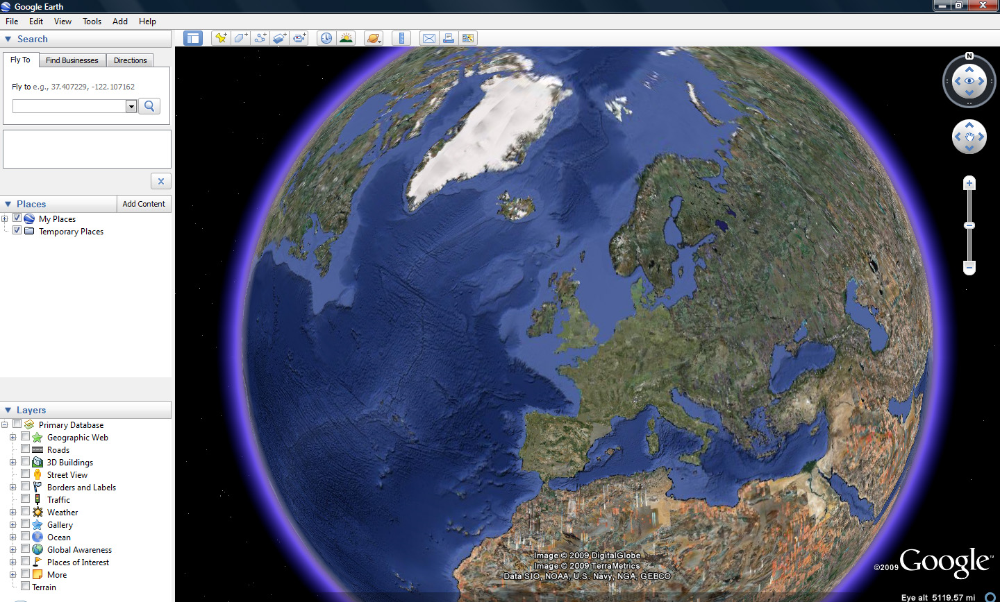 Google Earth
File Edit View Tools Add Help
Search
Fly To Find Businesses Directions
Fly to e.g., 37.407229, -122.107162
Places Add Content
My Places
Temporary Places
Layers
Primary Database
Geographic Web
Roads
3D Buildings
Street View
Borders and Labels
Traffic
Weather
Gallery
Ocean
Global Awareness
Places of Interest
More
Terrain
N
Image © 2009 DigitalGlobe
Image © 2009 TerraMetrics
Data SIO, NOAA, U.S. Navy, NGA, GEBCO
©2009 Google™
Eye alt 5119.57 mi